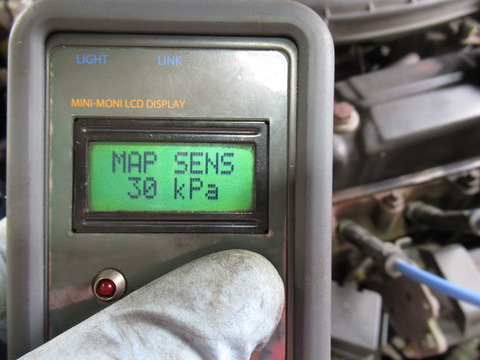 LIGHT LINK
MINI-MONI LCD DISPLAY
MAP SENS
30 kPa